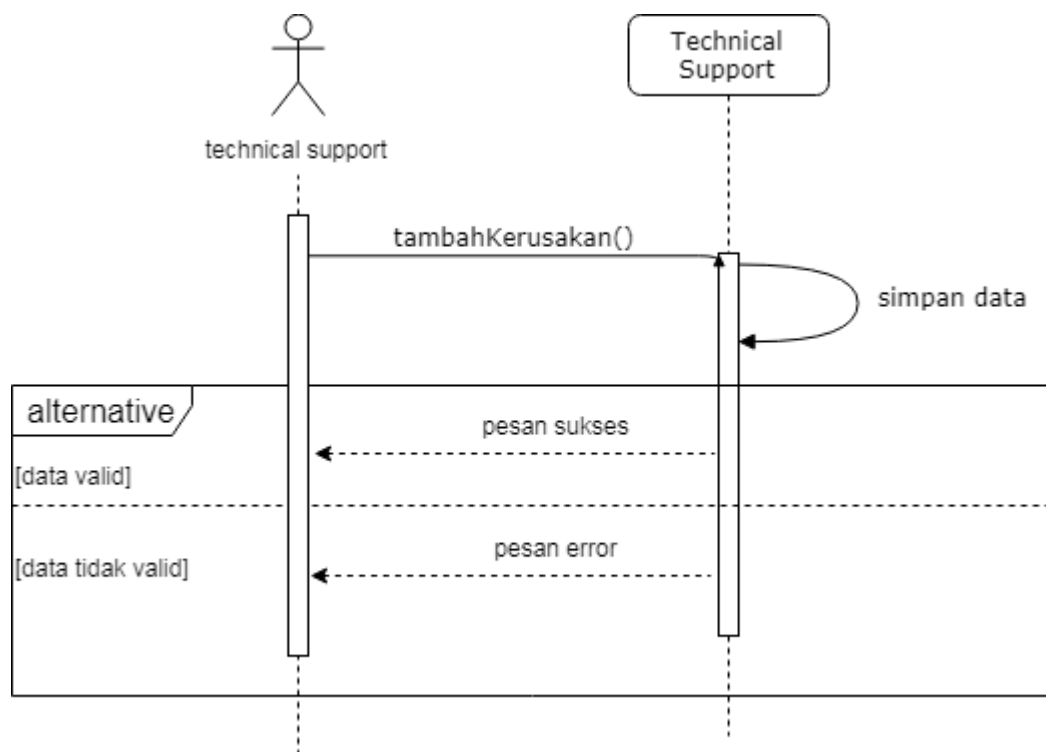 Technical
Support
technical support
tambahKerusakan()
simpan data
alternative
pesan sukses
[data valid]
pesan error
[data tidak valid]